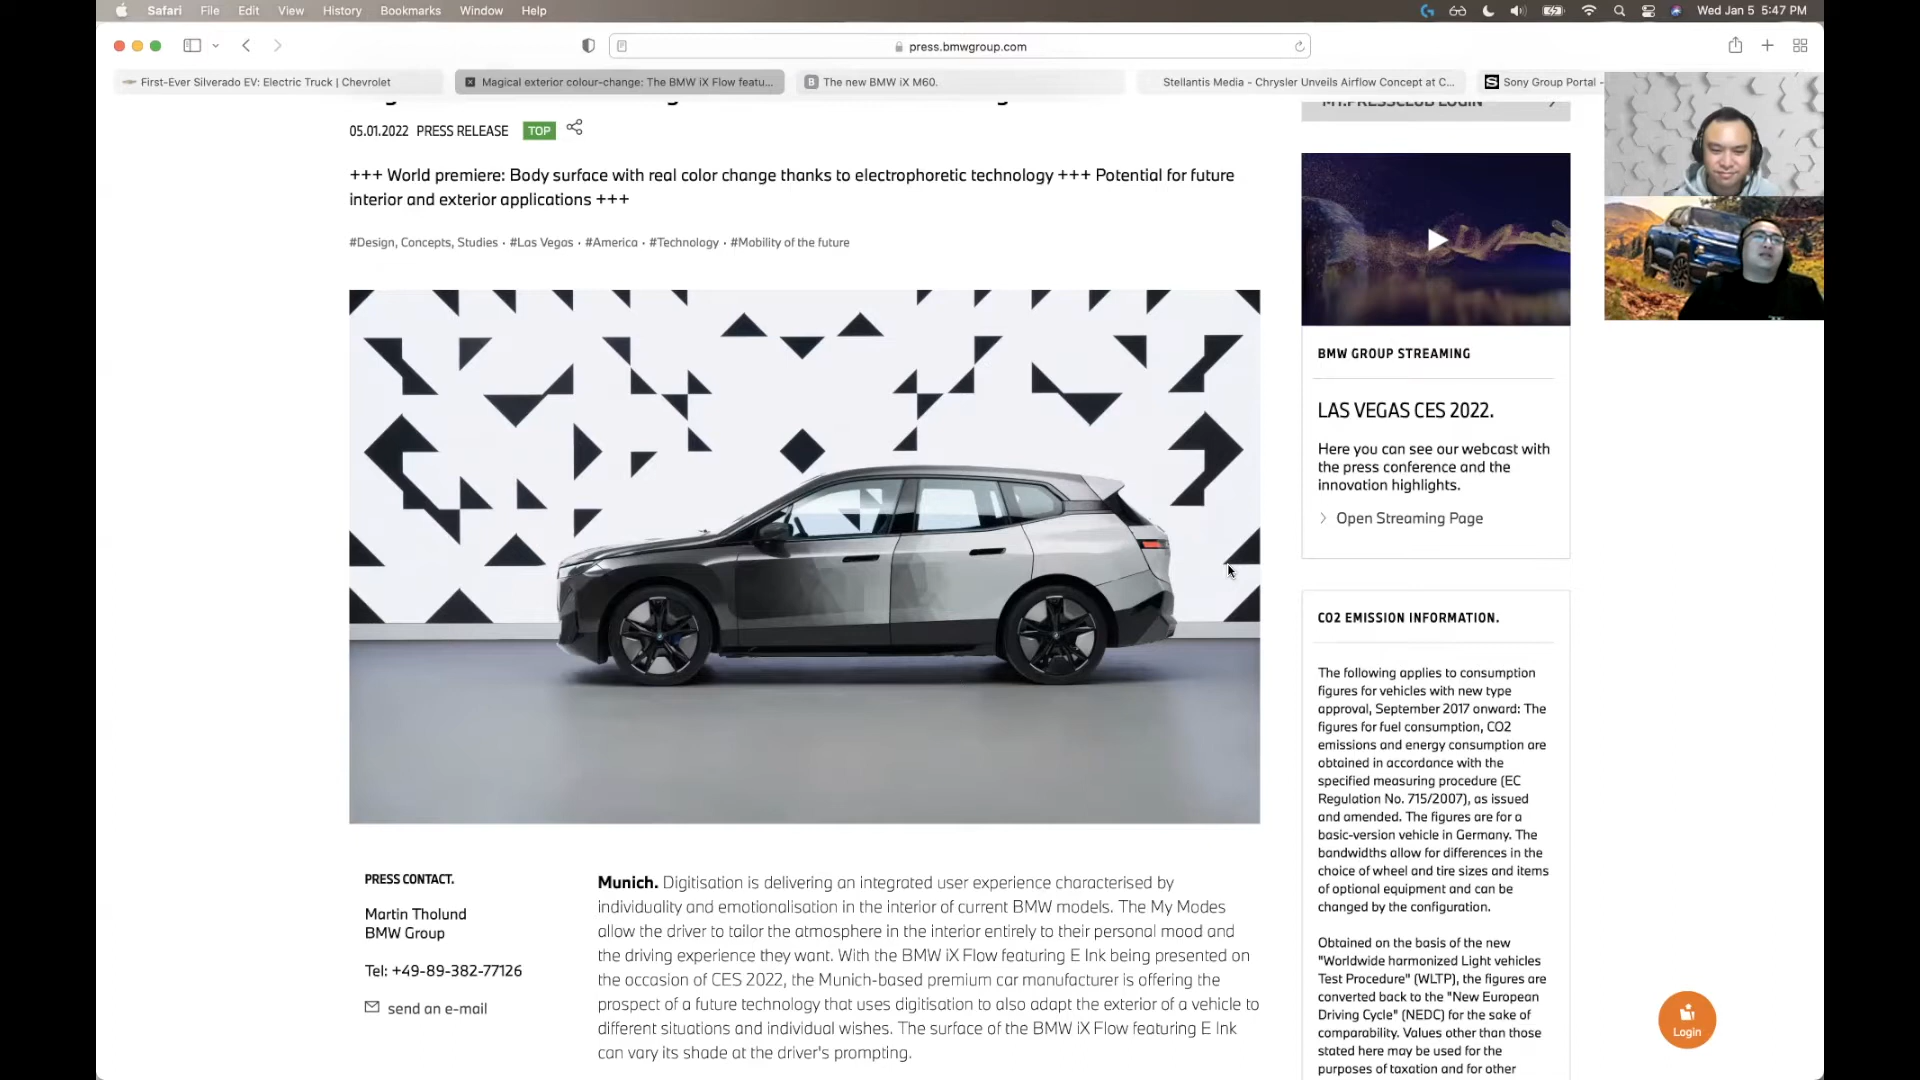 Safari File Edit View History Bookmarks Window Help
Wed Jan 5 5:47 PM
press.bmwgroup.com
First-Ever Silverado EV: Electric Truck | Chevrolet
Magical exterior colour-change: The BMW iX Flow featu...
B The new BMW iX M60.
Stellantis Media - Chrysler Unveils Airflow Concept at C...
S Sony Group Portal -
MY.PRESSCLUB LOGIN
05.01.2022 PRESS RELEASE TOP
+++ World premiere: Body surface with real color change thanks to electrophoretic technology +++ Potential for future
interior and exterior applications +++
#Design, Concepts, Studies · #Las Vegas · #America · #Technology · #Mobility of the future
PRESS CONTACT.
Martin Tholund
BMW Group
Tel: +49-89-382-77126
send an e-mail
Munich. Digitisation is delivering an integrated user experience characterised by
individuality and emotionalisation in the interior of current BMW models. The My Modes
allow the driver to tailor the atmosphere in the interior entirely to their personal mood and
the driving experience they want. With the BMW iX Flow featuring E Ink being presented on
the occasion of CES 2022, the Munich-based premium car manufacturer is offering the
prospect of a future technology that uses digitisation to also adapt the exterior of a vehicle to
different situations and individual wishes. The surface of the BMW iX Flow featuring E Ink
can vary its shade at the driver's prompting.
BMW GROUP STREAMING
LAS VEGAS CES 2022.
Here you can see our webcast with
the press conference and the
innovation highlights.
Open Streaming Page
CO2 EMISSION INFORMATION.
The following applies to consumption
figures for vehicles with new type
approval, September 2017 onward: The
figures for fuel consumption, CO2
emissions and energy consumption are
obtained in accordance with the
specified measuring procedure (EC
Regulation No. 715/2007), as issued
and amended. The figures are for a
basic-version vehicle in Germany. The
bandwidths allow for differences in the
choice of wheel and tire sizes and items
of optional equipment and can be
changed by the configuration.
Obtained on the basis of the new
"Worldwide harmonized Light vehicles
Test Procedure" (WLTP), the figures are
converted back to the "New European
Driving Cycle" (NEDC) for the sake of
comparability. Values other than those
stated here may be used for the
purposes of taxation and for other
Login